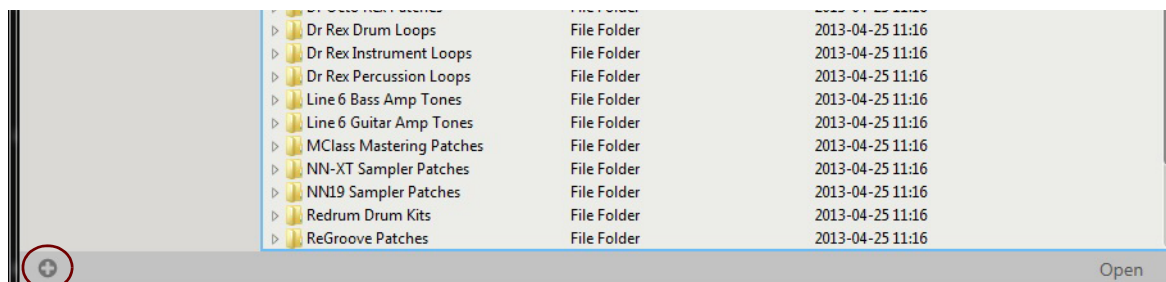 Dr Rex Drum Loops File Folder 2013-04-25 11:16
Dr Rex Instrument Loops File Folder 2013-04-25 11:16
Dr Rex Percussion Loops File Folder 2013-04-25 11:16
Line 6 Bass Amp Tones File Folder 2013-04-25 11:16
Line 6 Guitar Amp Tones File Folder 2013-04-25 11:16
MClass Mastering Patches File Folder 2013-04-25 11:16
NN-XT Sampler Patches File Folder 2013-04-25 11:16
NN19 Sampler Patches File Folder 2013-04-25 11:16
Redrum Drum Kits File Folder 2013-04-25 11:16
ReGroove Patches File Folder 2013-04-25 11:16
Open